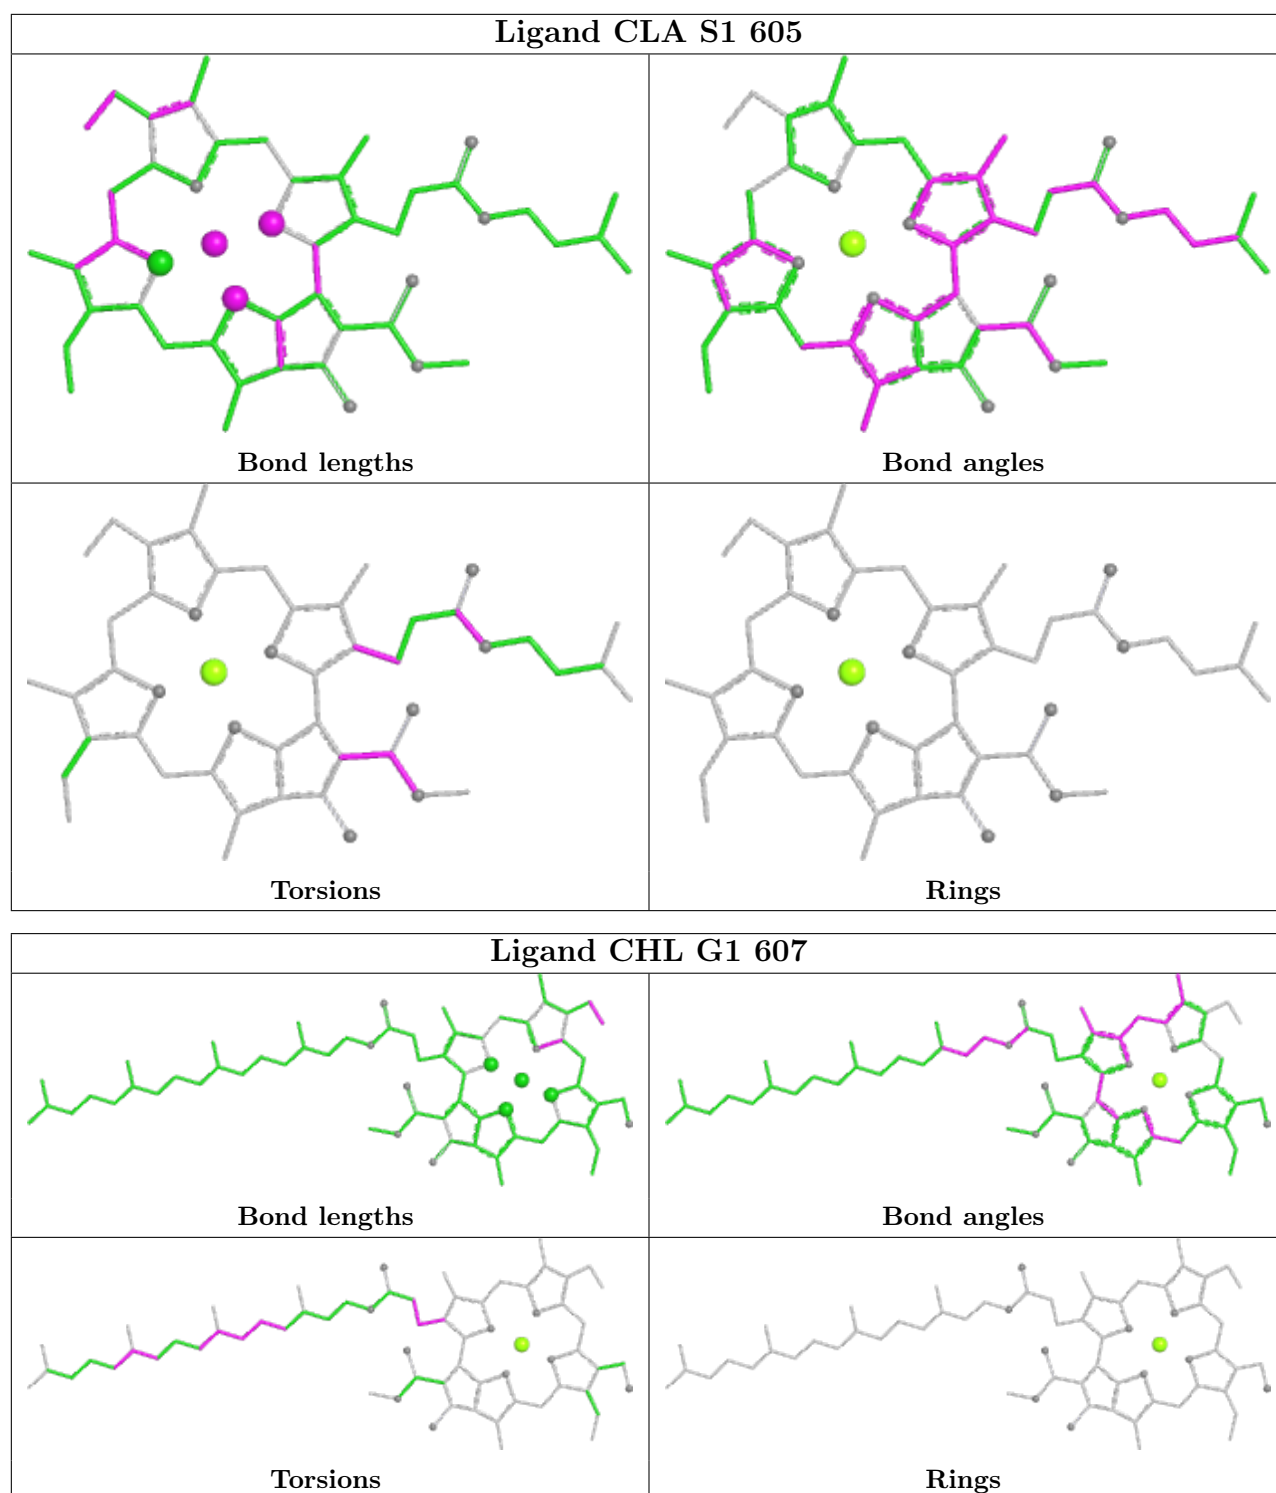 Ligand CLA S1 605
Bond lengths
Bond angles
Torsions
Rings
Ligand CHL G1 607
Bond lengths
Bond angles
Torsions
Rings